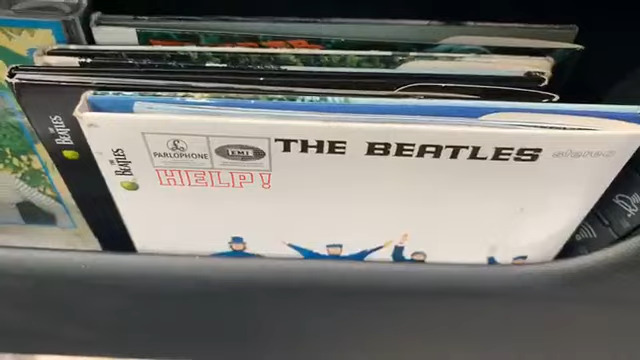 PARLOPHONE
EMI
THE BEATLES
stereo
HELP!
The BEATLES
The BEATLES